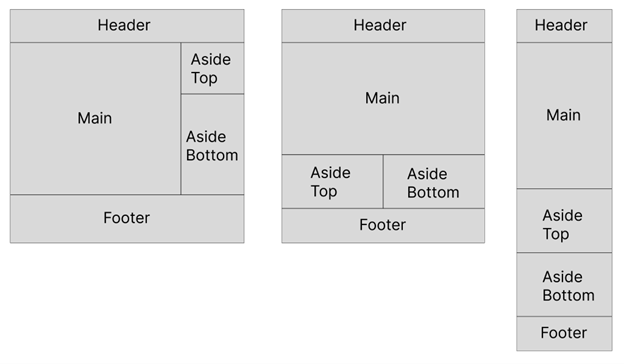 Header
Main
Aside
Top
Aside
Bottom
Footer
Header
Main
Aside
Top
Aside
Bottom
Footer
Header
Main
Aside
Top
Aside
Bottom
Footer